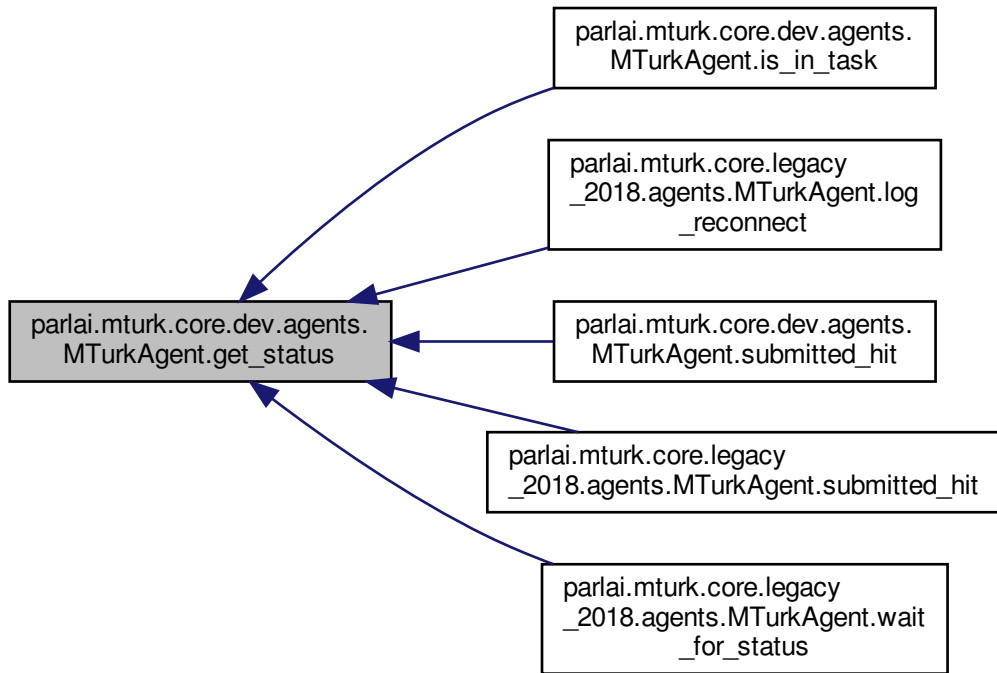 parlai.mturk.core.dev.agents.
MTurkAgent.is_in_task
parlai.mturk.core.legacy
_2018.agents.MTurkAgent.log
_reconnect
parlai.mturk.core.dev.agents.
MTurkAgent.get_status
parlai.mturk.core.dev.agents.
MTurkAgent.submitted_hit
parlai.mturk.core.legacy
_2018.agents.MTurkAgent.submitted_hit
parlai.mturk.core.legacy
_2018.agents.MTurkAgent.wait
_for_status